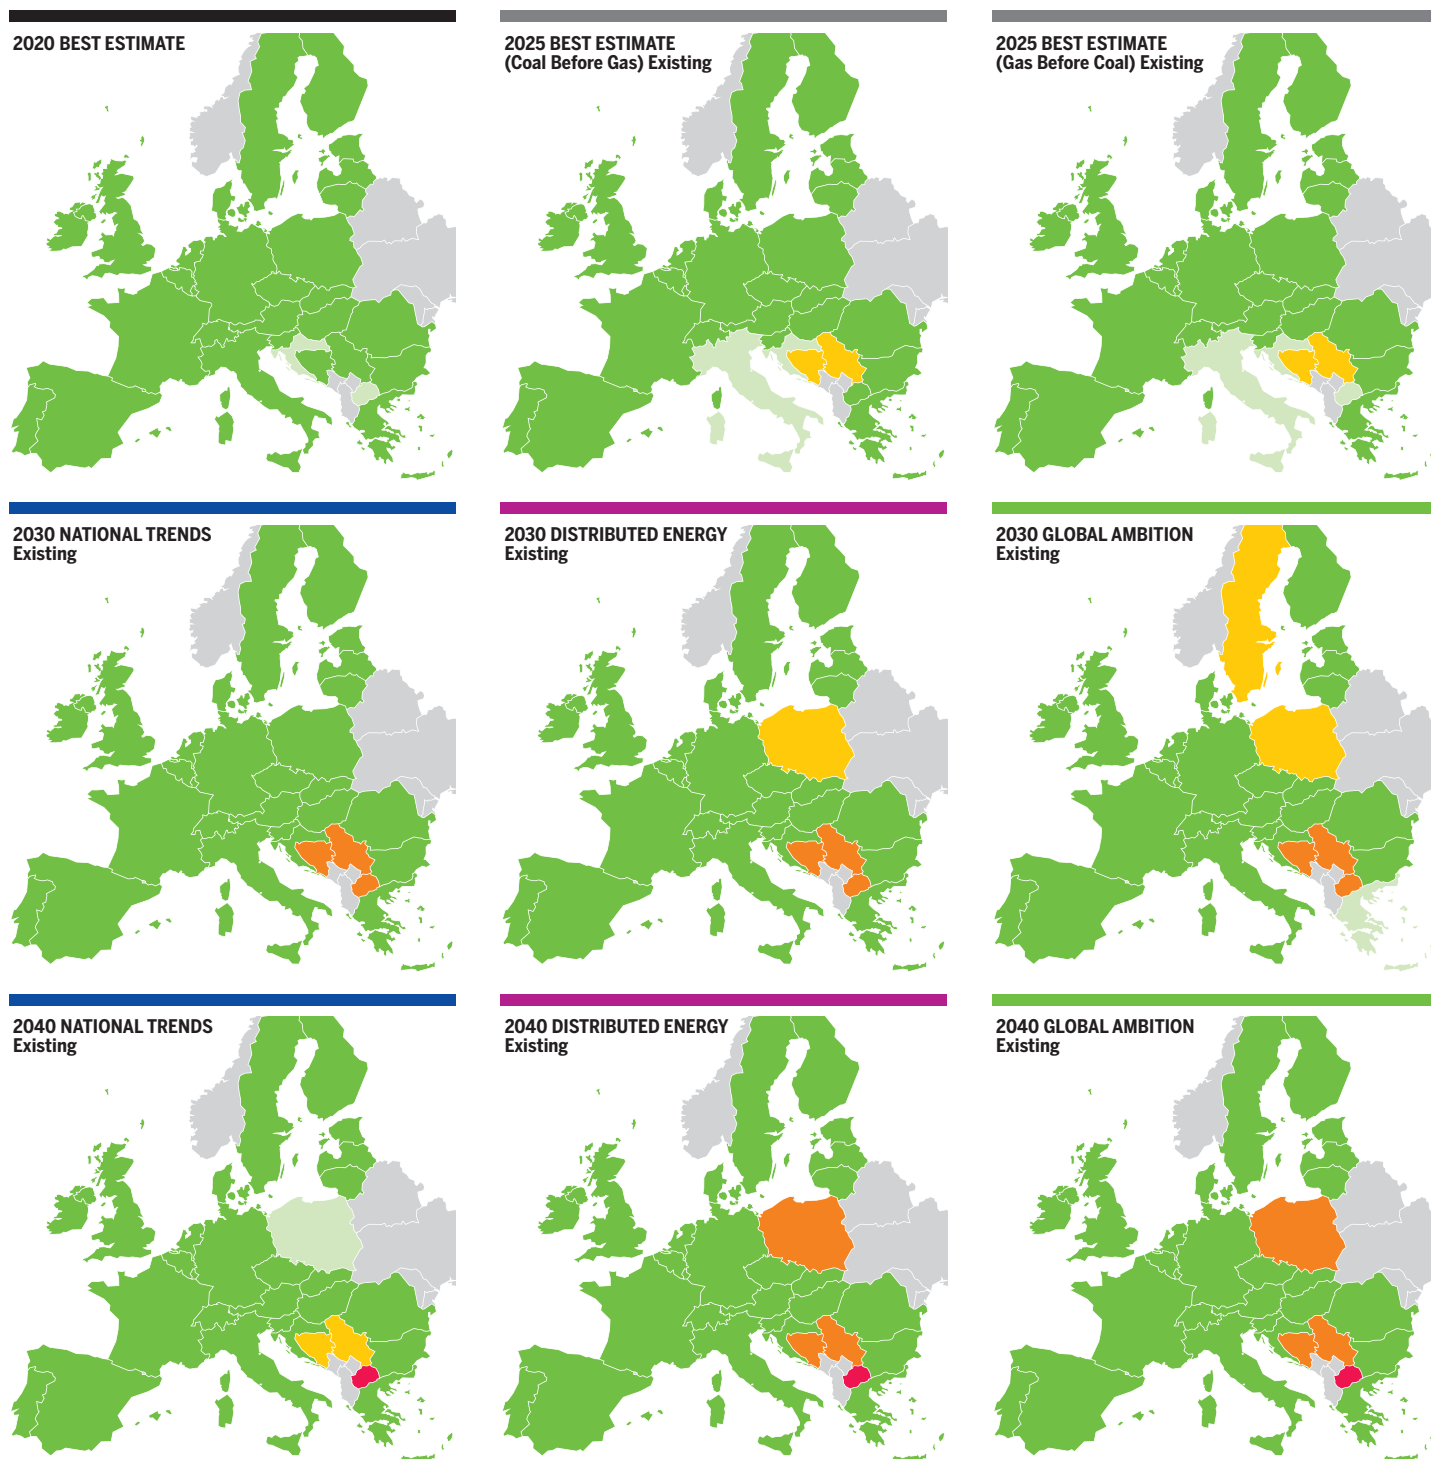 2020 BEST ESTIMATE
2025 BEST ESTIMATE
(Coal Before Gas) Existing
2025 BEST ESTIMATE
(Gas Before Coal) Existing
2030 NATIONAL TRENDS
Existing
2030 DISTRIBUTED ENERGY
Existing
2030 GLOBAL AMBITION
Existing
2040 NATIONAL TRENDS
Existing
2040 DISTRIBUTED ENERGY
Existing
2040 GLOBAL AMBITION
Existing